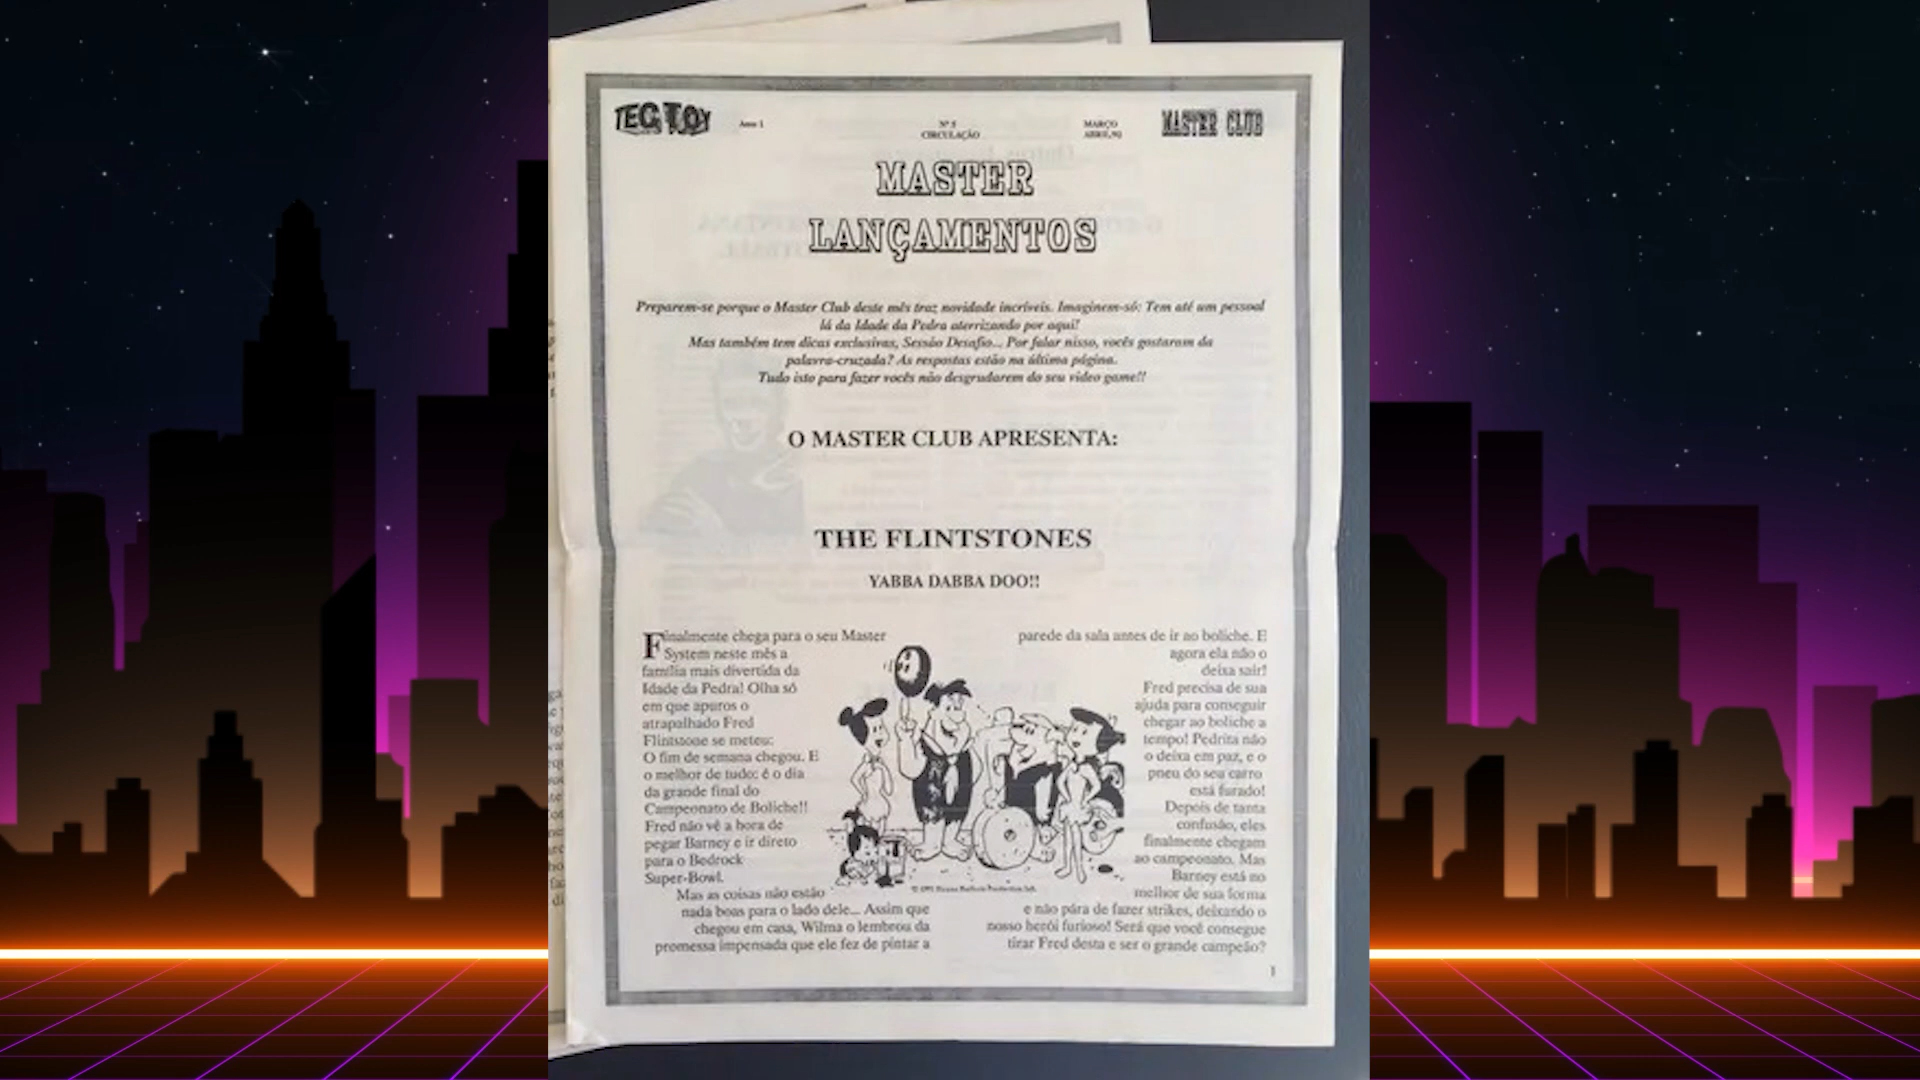 TEC TOY
Ano 1
Nº 5
CIRCULAÇÃO
MARÇO
MASTER CLUB
MASTER
LANÇAMENTOS
Preparem-se porque o Master Club deste mês traz novidade incríveis. Imaginem-só: Tem até um pessoal
lá da Idade da Pedra aterrizando por aqui!
Mas também tem dicas exclusivas, Sessão Desafio... Por falar nisso, vocês gostaram da
palavra-cruzada? As respostas estão na última página.
Tudo isto para fazer vocês não desgrudarem do seu video game!!
O MASTER CLUB APRESENTA:
THE FLINTSTONES
YABBA DABBA DOO!!
Finalmente chega para o seu Master
System neste mês a
família mais divertida da
Idade da Pedra! Olha só
em que apuros o
atrapalhado Fred
Flintstone se meteu:
O fim de semana chegou. E
o melhor de tudo: é o dia
da grande final do
Campeonato de Boliche!!
Fred não vê a hora de
pegar Barney e ir direto
para o Bedrock
Super-Bowl.
Mas as coisas não estão
nada boas para o lado dele... Assim que
chegou em casa, Wilma o lembrou da
promessa impensada que ele fez de pintar a
parede da sala antes de ir ao boliche. E
agora ela não o
deixa sair!
Fred precisa de sua
ajuda para conseguir
chegar ao boliche a
tempo! Pedrita não
o deixa em paz, e o
pneu do seu carro
está furado!
Depois de tanta
confusão, eles
finalmente chegam
ao campeonato. Mas
Barney está no
melhor de sua forma
e não pára de fazer strikes, deixando o
nosso herói furioso! Será que você consegue
tirar Fred desta e ser o grande campeão?
1